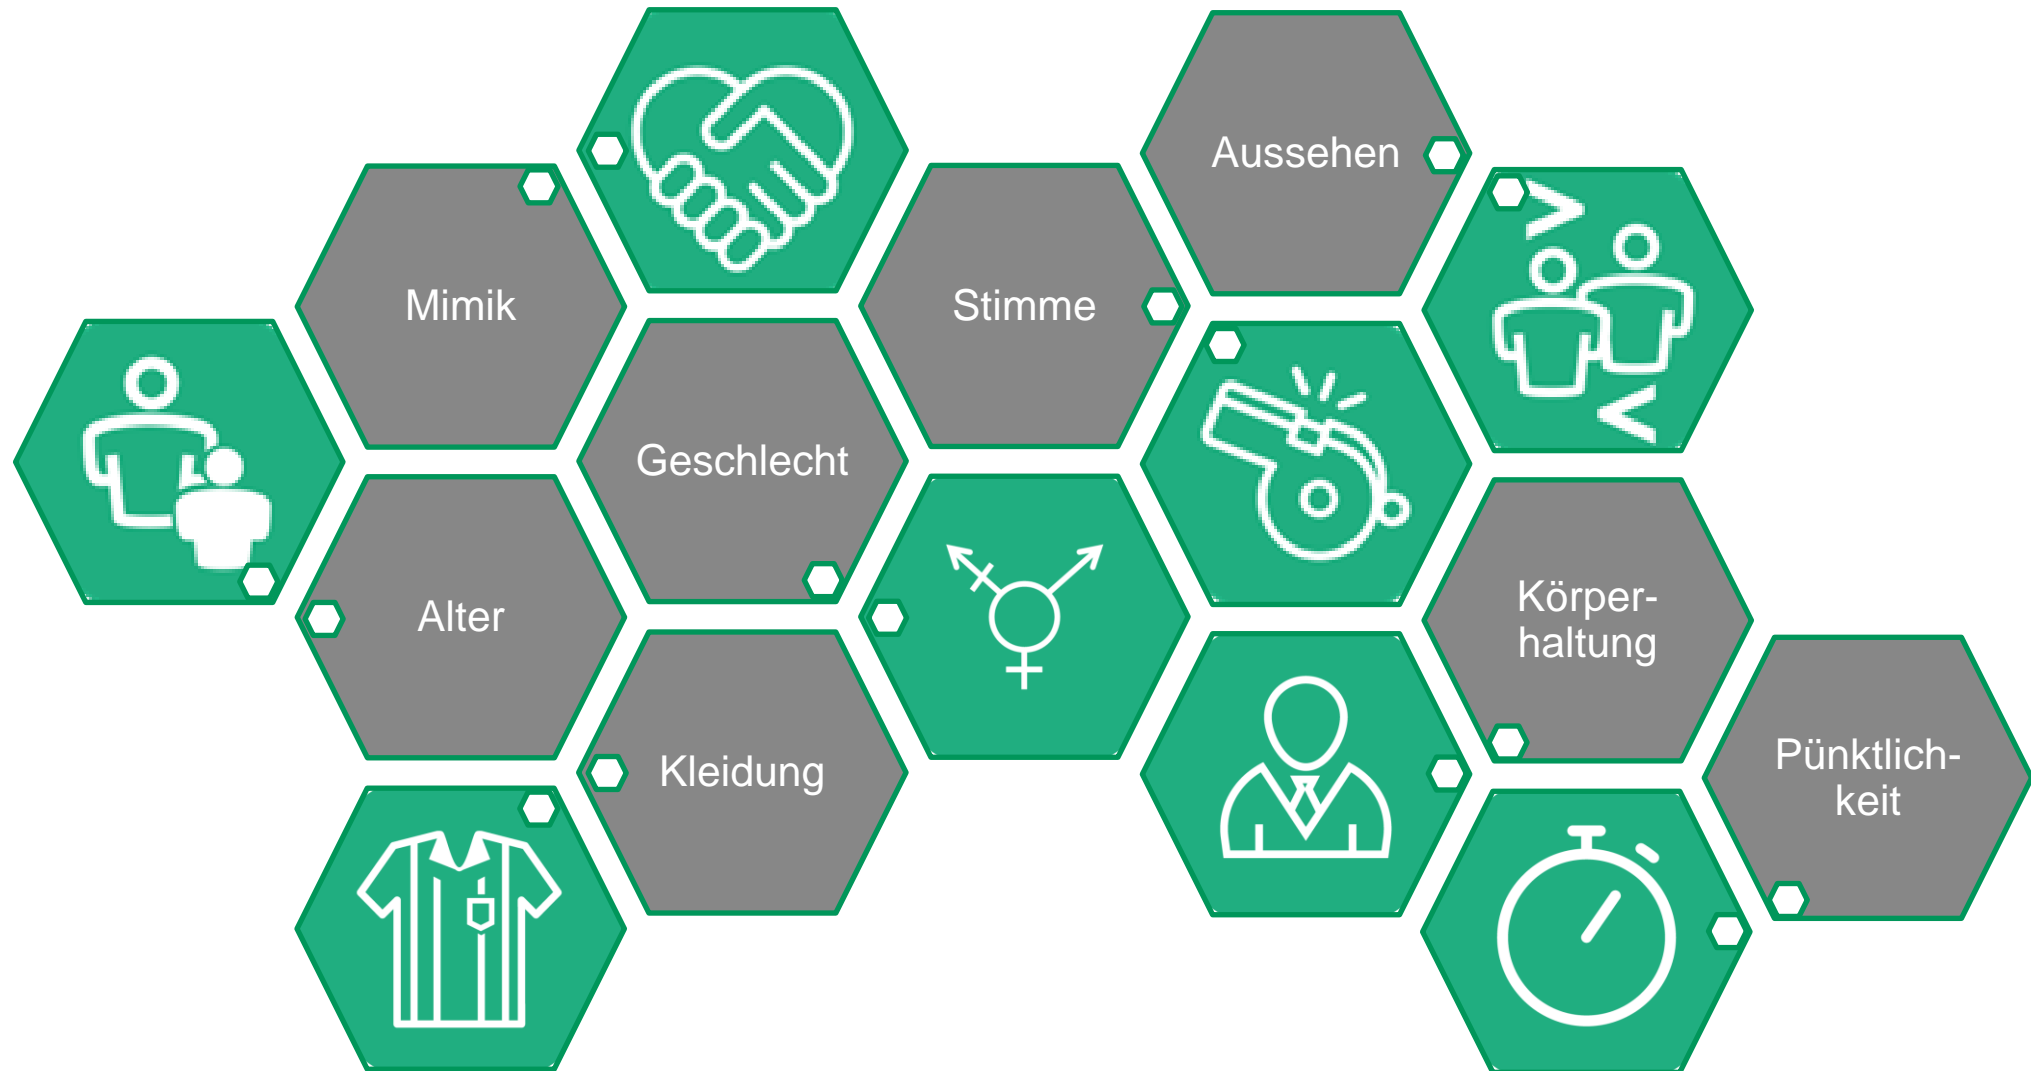 Aussehen
Mimik
Stimme
Geschlecht
Alter
Körper-
haltung
Kleidung
Pünktlich-
keit